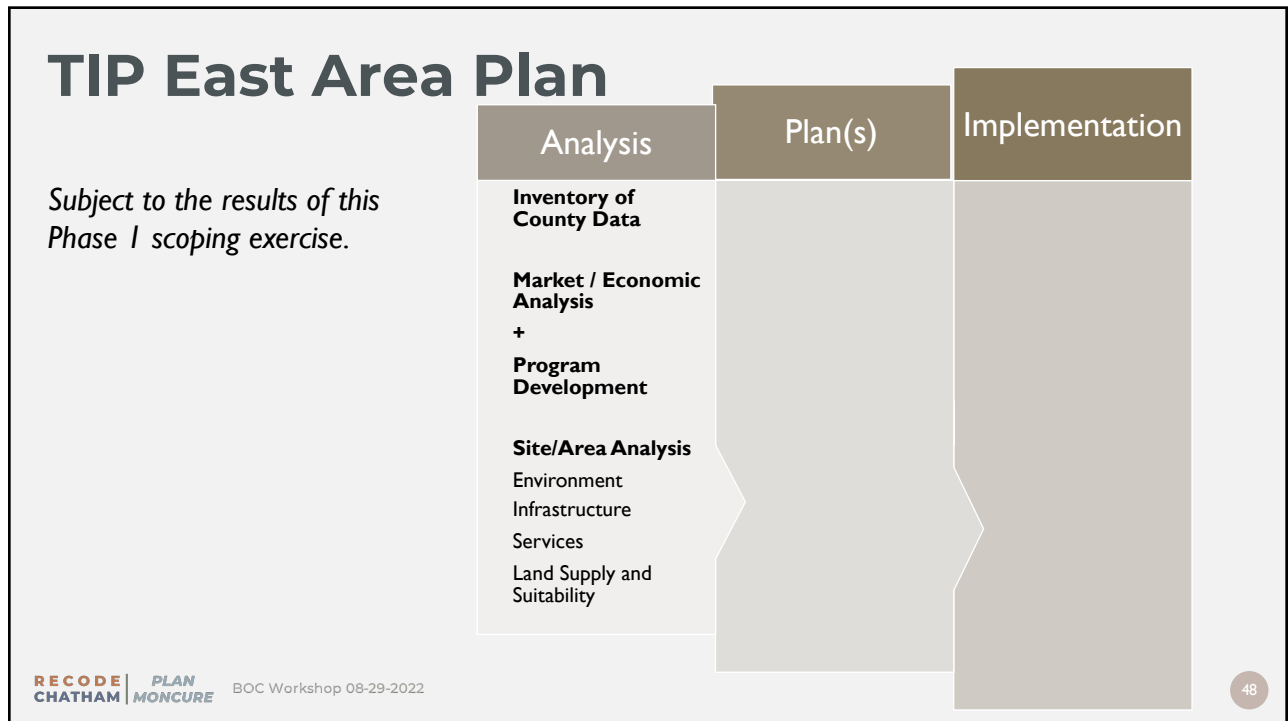 TIP East Area Plan
Subject to the results of this
Phase 1 scoping exercise.
Analysis
Inventory of
County Data
Market / Economic
Analysis
+
Program
Development
Site/Area Analysis
Environment
Infrastructure
Services
Land Supply and
Suitability
Plan(s)
Implementation
RECODE
CHATHAM
PLAN
MONCURE
BOC Workshop 08-29-2022
48